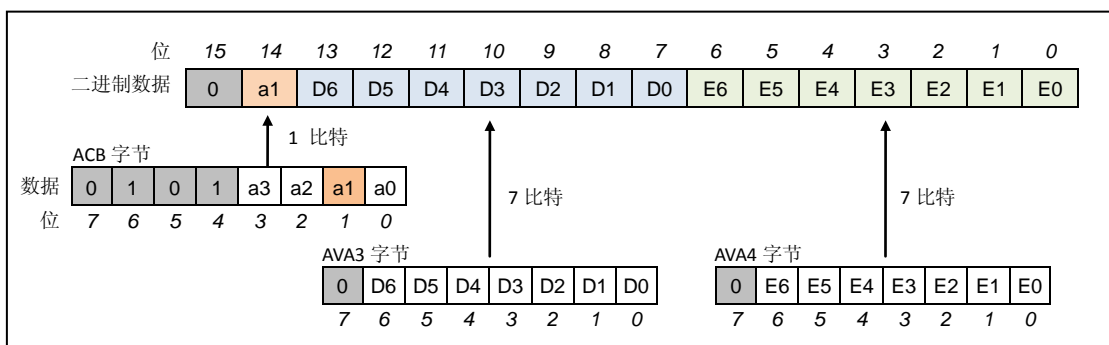 位 15 14 13 12 11 10 9 8 7 6 5 4 3 2 1 0
二进制数据 0 a1 D6 D5 D4 D3 D2 D1 D0 E6 E5 E4 E3 E2 E1 E0
1 比特
ACB 字节
数据 0 1 0 1 a3 a2 a1 a0
位 7 6 5 4 3 2 1 0
7 比特
7 比特
AVA3 字节
0 D6 D5 D4 D3 D2 D1 D0
7 6 5 4 3 2 1 0
AVA4 字节
0 E6 E5 E4 E3 E2 E1 E0
7 6 5 4 3 2 1 0